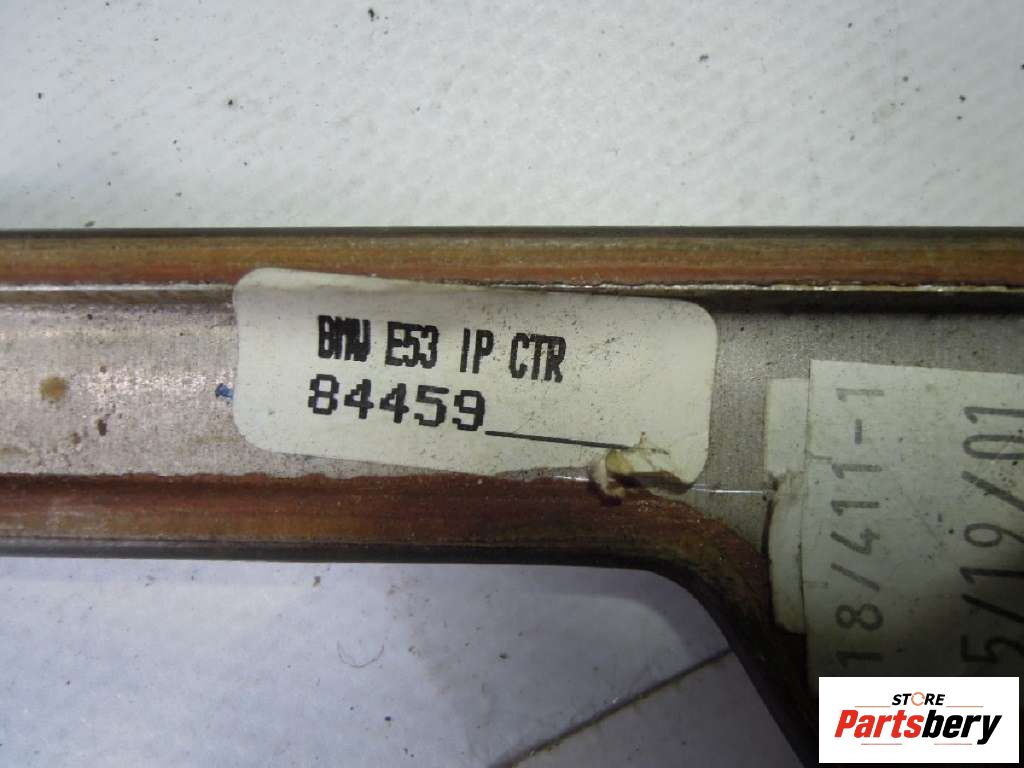 BMW E53 IP CTR
84459
18/411-1
5/19/01
STORE
Partsbery